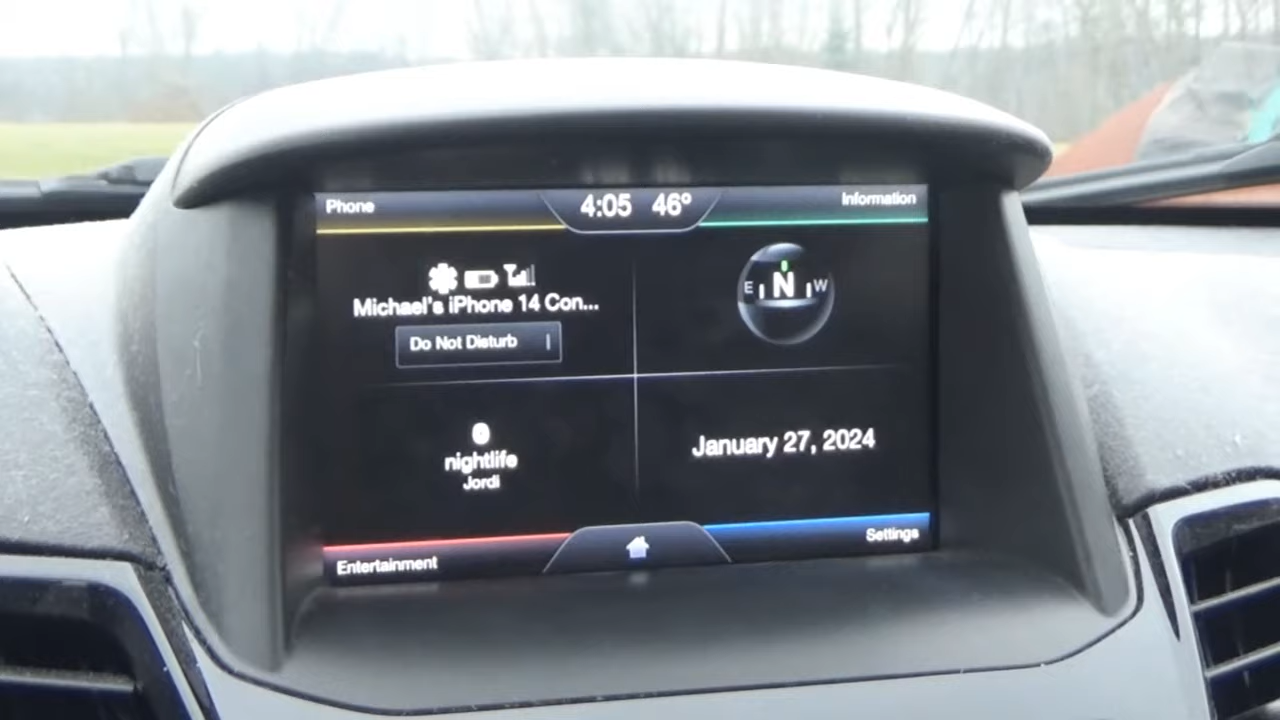 Phone
4:05 46°
Information
Michael's iPhone 14 Con...
Do Not Disturb
E N W
nightlife
Jordi
January 27, 2024
Entertainment
Settings